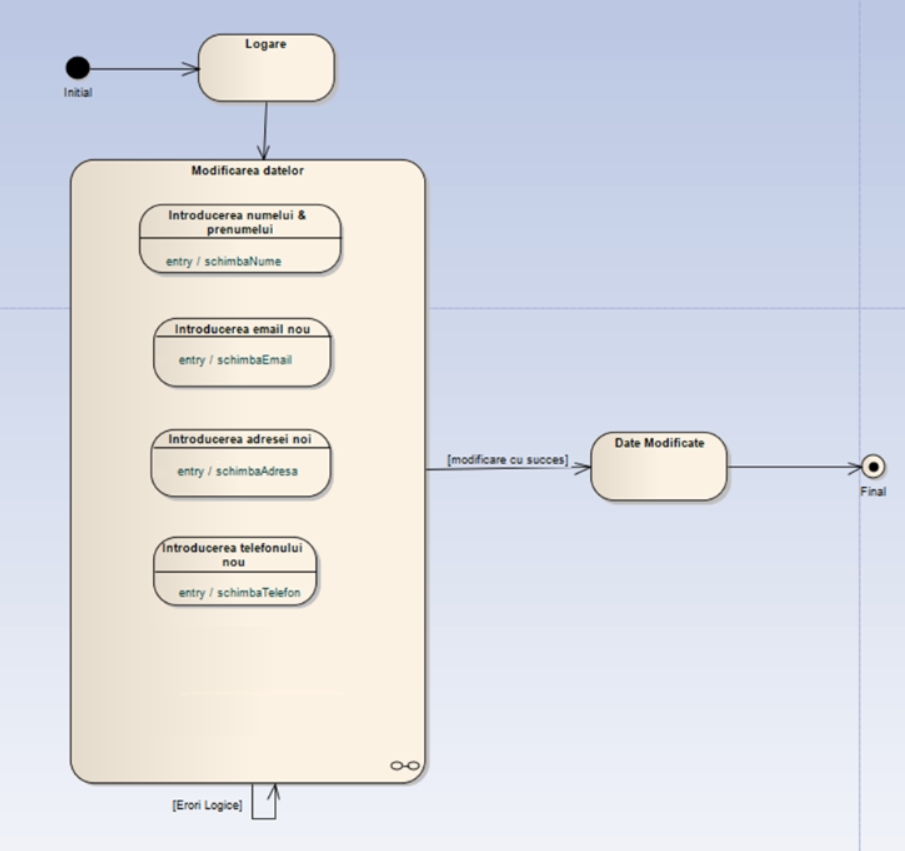 Logare
Initial
Modificarea datelor
Introducerea numelui &
prenumelui
entry / schimbaNume
Introducerea email nou
entry / schimbaEmail
Introducerea adresei noi
entry / schimbaAdresa
Introducerea telefonului
nou
entry / schimbaTelefon
[Erori Logice]
[modificare cu succes]
Date Modificate
Final